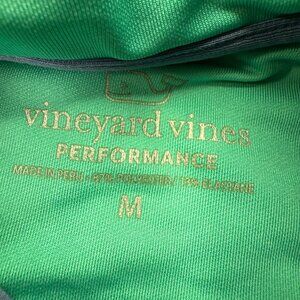 vineyard vines
PERFORMANCE
MADE IN PERU • 87% POLYESTER / 13% ELASTANE
M